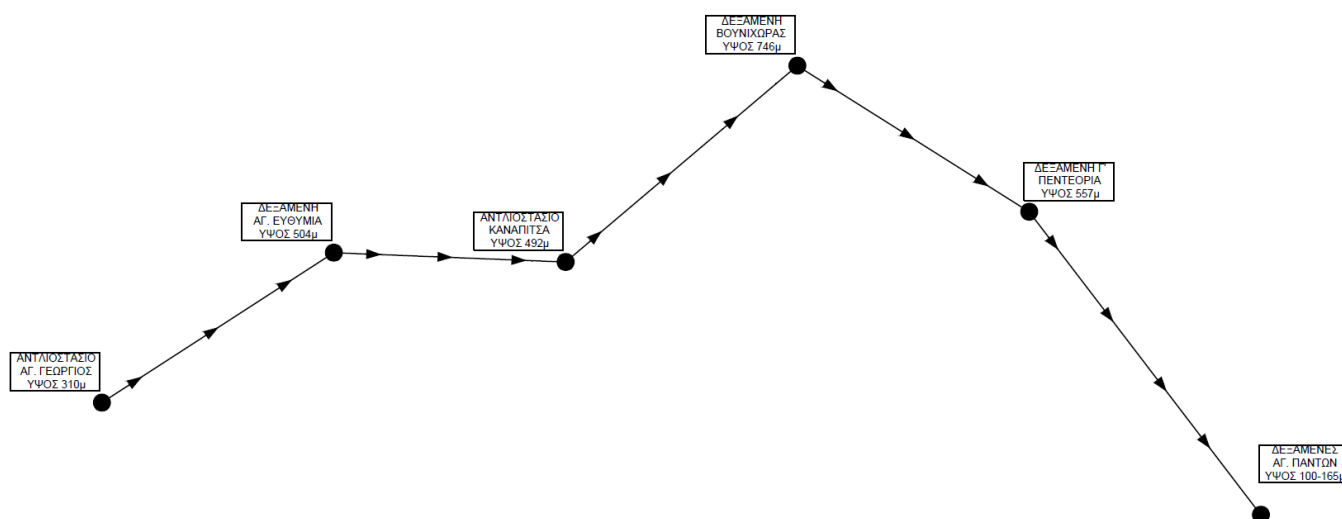 ΔΕΞΑΜΕΝΗ
ΒΟΥΝΙΧΩΡΑΣ
ΥΨΟΣ 746μ
ΔΕΞΑΜΕΝΗ Γ'
ΠΕΝΤΕΟΡΙΑ
ΥΨΟΣ 557μ
ΔΕΞΑΜΕΝΗ
ΑΓ. ΕΥΘΥΜΙΑ
ΥΨΟΣ 504μ
ΑΝΤΛΙΟΣΤΑΣΙΟ
ΚΑΝΑΠΙΤΣΑ
ΥΨΟΣ 492μ
ΑΝΤΛΙΟΣΤΑΣΙΟ
ΑΓ. ΓΕΩΡΓΙΟΣ
ΥΨΟΣ 310μ
ΔΕΞΑΜΕΝΕΣ
ΑΓ. ΠΑΝΤΩΝ
ΥΨΟΣ 100-165μ